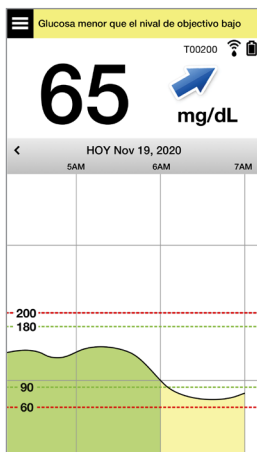 Glucosa menor que el nival de objectivo bajo
T00200
65
mg/dL
HOY Nov 19, 2020
5AM 6AM 7AM
200
180
90
60